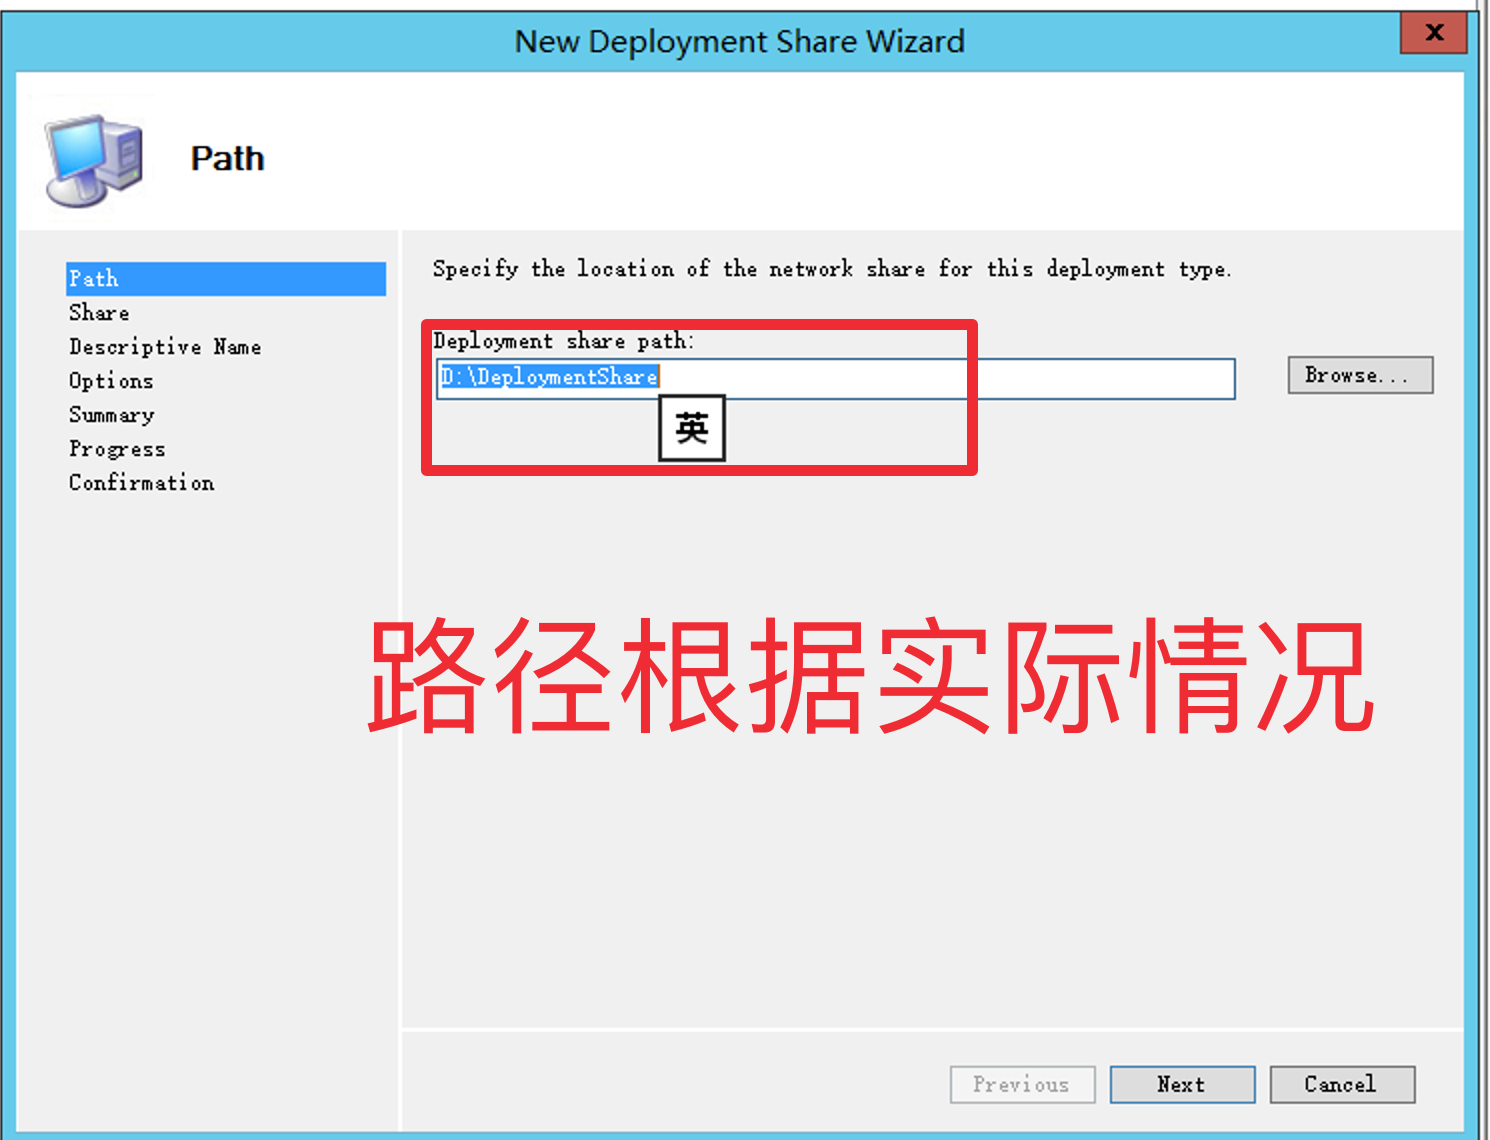 New Deployment Share Wizard
x
Path
Path
Share
Descriptive Name
Options
Summary
Progress
Confirmation
Specify the location of the network share for this deployment type.
Deployment share path:
D:\DeploymentShare
Browse...
英
路径根据实际情况
Previous
Next
Cancel